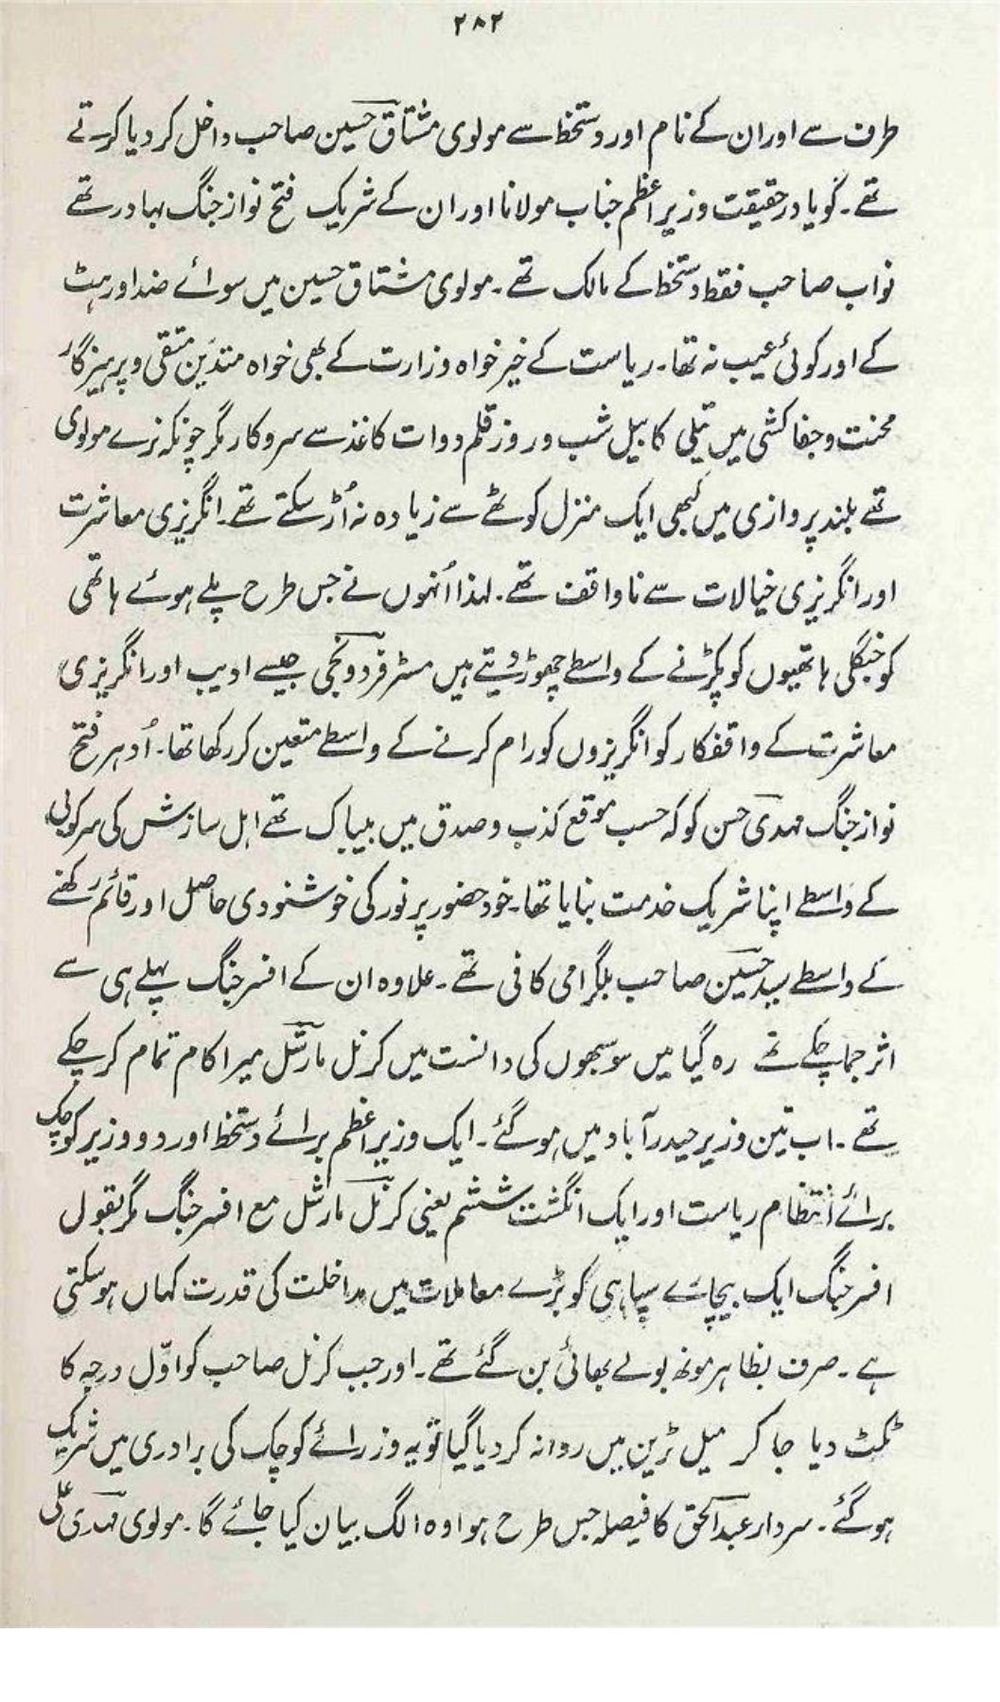 ۲۸۲
طرف سے اور ان کے نام اور دستخط سے مولوی مشتاق حسین صاحب داخل کر دیا کرتے
تھے۔ گویا درحقیقت وزیر اعظم جناب مولانا اور ان کے شریک فتح نواز جنگ بہادر تھے
نواب صاحب فقط دستخط کے مالک تھے۔ مولوی مشتاق حسین میں سوائے ضد اور ہٹ
کے اور کوئی عیب نہ تھا۔ ریاست کے خیر خواہ وزارت کے بھی خواہ متدین متقی و پرہیزگار
محنت و جفا کشی میں تیلی کا بیل شب و روز قلم دوات کاغذ سے سروکار مگر چونکہ نرے مولوی
تھے بلند پروازی میں کبھی ایک منزل کوٹھے سے زیادہ نہ اُڑ سکتے تھے۔ انگریزی معاشرت
اور انگریزی خیالات سے ناواقف تھے۔ لہذا اُنہوں نے جس طرح پلے ہوئے ہاتھی
کو جنگلی ہاتھیوں کو پکڑنے کے واسطے چھوڑ دیتے ہیں مسٹر فردونجی جیسے ادیب اور انگریزی
معاشرت کے واقفکار کو انگریزوں کو رام کرنے کے واسطے متعین کر رکھا تھا۔ اُدہر فتح
نواز جنگ مہدی حسن کو کہ حسب موقع کذب و صدق میں بیباک تھے اہل سازش کی سرکوبی
کے واسطے اپنا شریک خدمت بنایا تھا۔ خود حضور پر نور کی خوشنودی حاصل اور قائم رکھنے
کے واسطے سید حسین صاحب بلگرامی کافی تھے۔ علاوہ ان کے افسر جنگ پہلے ہی سے
اثر جما چکے تھے رہ گیا میں سو سبھوں کی دانست میں کرنل مارشل میرا کام تمام کر چکے
تھے۔ اب تین وزیر حیدرآباد میں ہو گئے۔ ایک وزیر اعظم برائے دستخط اور دو وزیر کوچک
برائے انتظام ریاست اور ایک انگشت ششم یعنی کرنل مارشل مع افسر جنگ مگر بقول
افسر جنگ ایک بیچارے سپاہی کو بڑے معاملات میں مداخلت کی قدرت کہاں ہو سکتی
ہے۔ صرف بظاہر مونھ بولے بھائی بن گئے تھے۔ اور جب کرنل صاحب کو اوّل درجہ کا
ٹکٹ دیا جا کر میل ٹرین میں روانہ کر دیا گیا تو یہ وزرائے کوچک کی برادری میں شریک
ہو گئے۔ سردار عبدالحق کا فیصلہ جس طرح ہوا وہ الگ بیان کیا جائے گا۔ مولوی مہدی علی